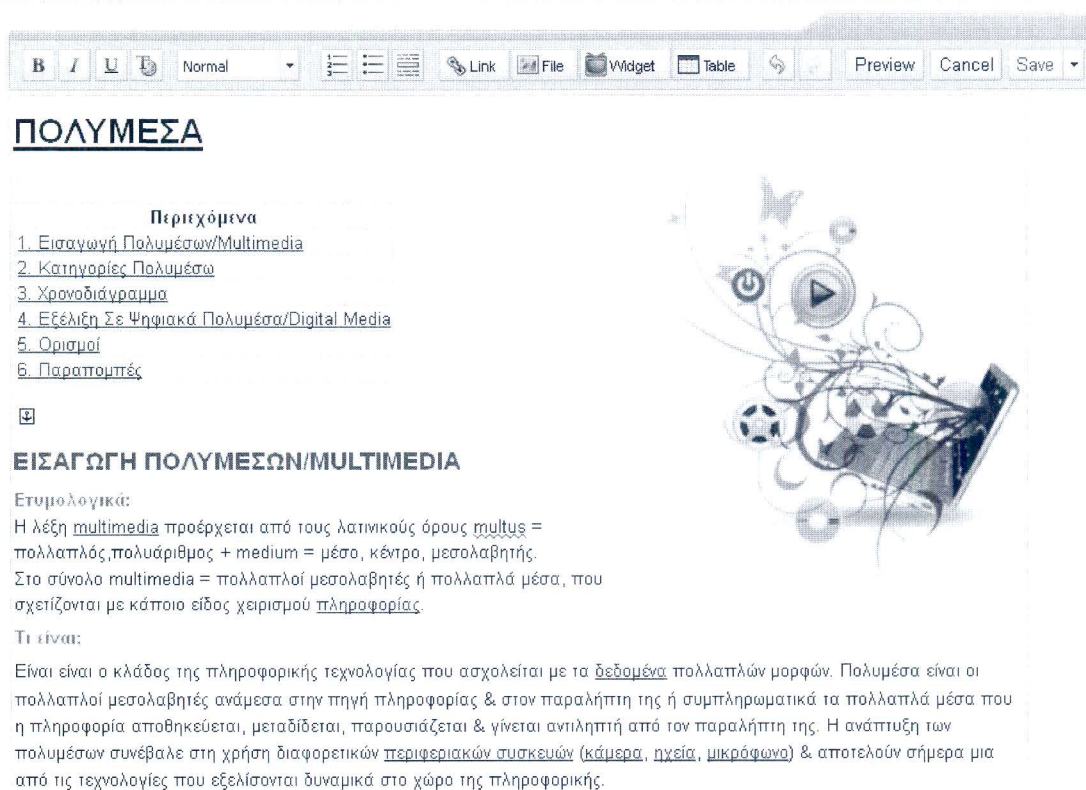 B I U T Normal Link File Widget Table Preview Cancel Save
ΠΟΛΥΜΕΣΑ
Περιεχόμενα
1. Εισαγωγή Πολυμέσων/Multimedia
2. Κατηγορίες Πολυμέσω
3. Χρονοδιάγραμμα
4. Εξέλιξη Σε Ψηφιακά Πολυμέσα/Digital Media
5. Ορισμοί
6. Παραπομπές
ΕΙΣΑΓΩΓΗ ΠΟΛΥΜΕΣΩΝ/MULTIMEDIA
Ετυμολογικά:
Η λέξη multimedia προέρχεται από τους λατινικούς όρους multus =
πολλαπλός,πολυάριθμος + medium = μέσο, κέντρο, μεσολαβητής.
Στο σύνολο multimedia = πολλαπλοί μεσολαβητές ή πολλαπλά μέσα, που
σχετίζονται με κάποιο είδος χειρισμού πληροφορίας.
Τι είναι:
Είναι είναι ο κλάδος της πληροφορικής τεχνολογίας που ασχολείται με τα δεδομένα πολλαπλών μορφών. Πολυμέσα είναι οι
πολλαπλοί μεσολαβητές ανάμεσα στην πηγή πληροφορίας & στον παραλήπτη της ή συμπληρωματικά τα πολλαπλά μέσα που
η πληροφορία αποθηκεύεται, μεταδίδεται, παρουσιάζεται & γίνεται αντιληπτή από τον παραλήπτη της. Η ανάπτυξη των
πολυμέσων συνέβαλε στη χρήση διαφορετικών περιφεριακών συσκευών (κάμερα, ηχεία, μικρόφωνο) & αποτελούν σήμερα μια
από τις τεχνολογίες που εξελίσονται δυναμικά στο χώρο της πληροφορικής.